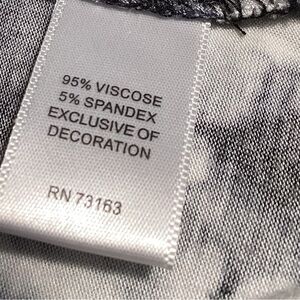 95% VISCOSE
5% SPANDEX
EXCLUSIVE OF
DECORATION
RN 73163